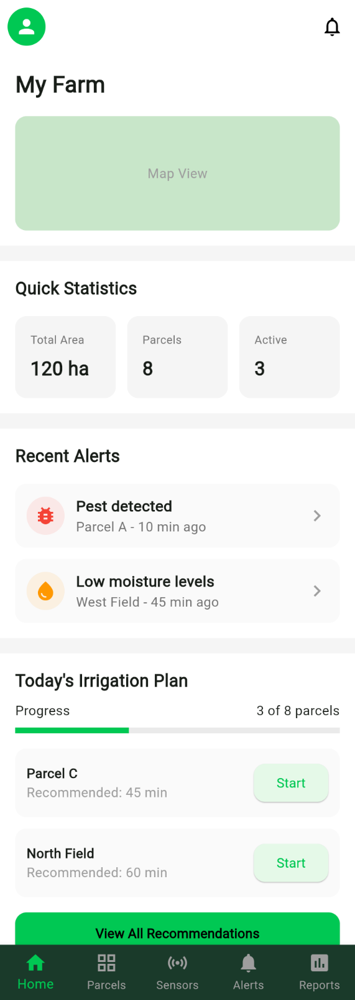 My Farm
Map View
Quick Statistics
Total Area
120 ha
Parcels
8
Active
3
Recent Alerts
Pest detected
Parcel A - 10 min ago
Low moisture levels
West Field - 45 min ago
Today's Irrigation Plan
Progress
3 of 8 parcels
Parcel C
Recommended: 45 min
Start
North Field
Recommended: 60 min
Start
View All Recommendations
Home
Parcels
Sensors
Alerts
Reports